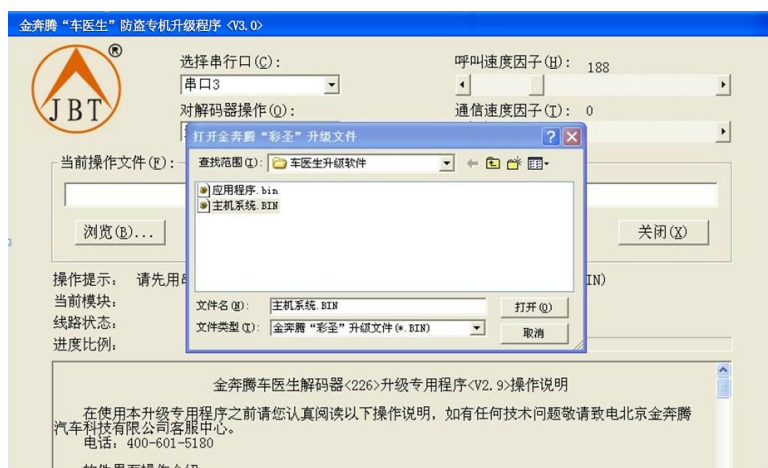 金奔腾“车医生”防盗专机升级程序 <V3.0>
JBT
®
选择串行口(C):
串口3
对解码器操作(O):
呼叫速度因子(H): 188
通信速度因子(T): 0
当前操作文件(F):
浏览(B)...
关闭(X)
打开金奔腾“彩圣”升级文件
查找范围(I):
车医生升级软件
应用程序.bin
主机系统.BIN
文件名(N):
主机系统.BIN
打开(O)
文件类型(T):
金奔腾“彩圣”升级文件(*.BIN)
取消
操作提示: 请先用
IN)
当前模块:
线路状态:
进度比例:
金奔腾车医生解码器<226>升级专用程序<V2.9>操作说明
在使用本升级专用程序之前请您认真阅读以下操作说明，如有任何技术问题敬请致电北京金奔腾
汽车科技有限公司客服中心。
电话: 400-601-5180